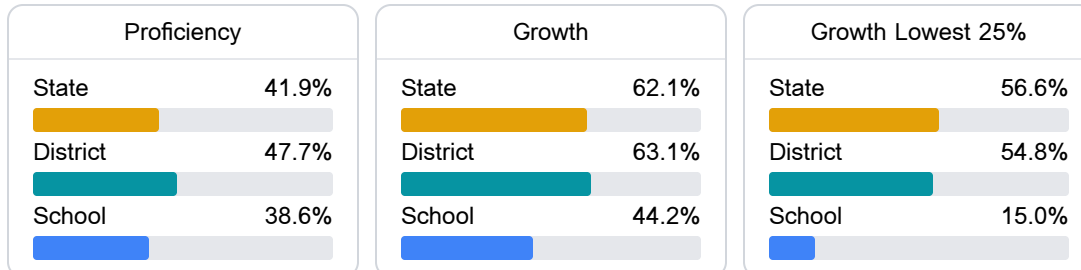 Proficiency
State 41.9%
District 47.7%
School 38.6%
Growth
State 62.1%
District 63.1%
School 44.2%
Growth Lowest 25%
State 56.6%
District 54.8%
School 15.0%